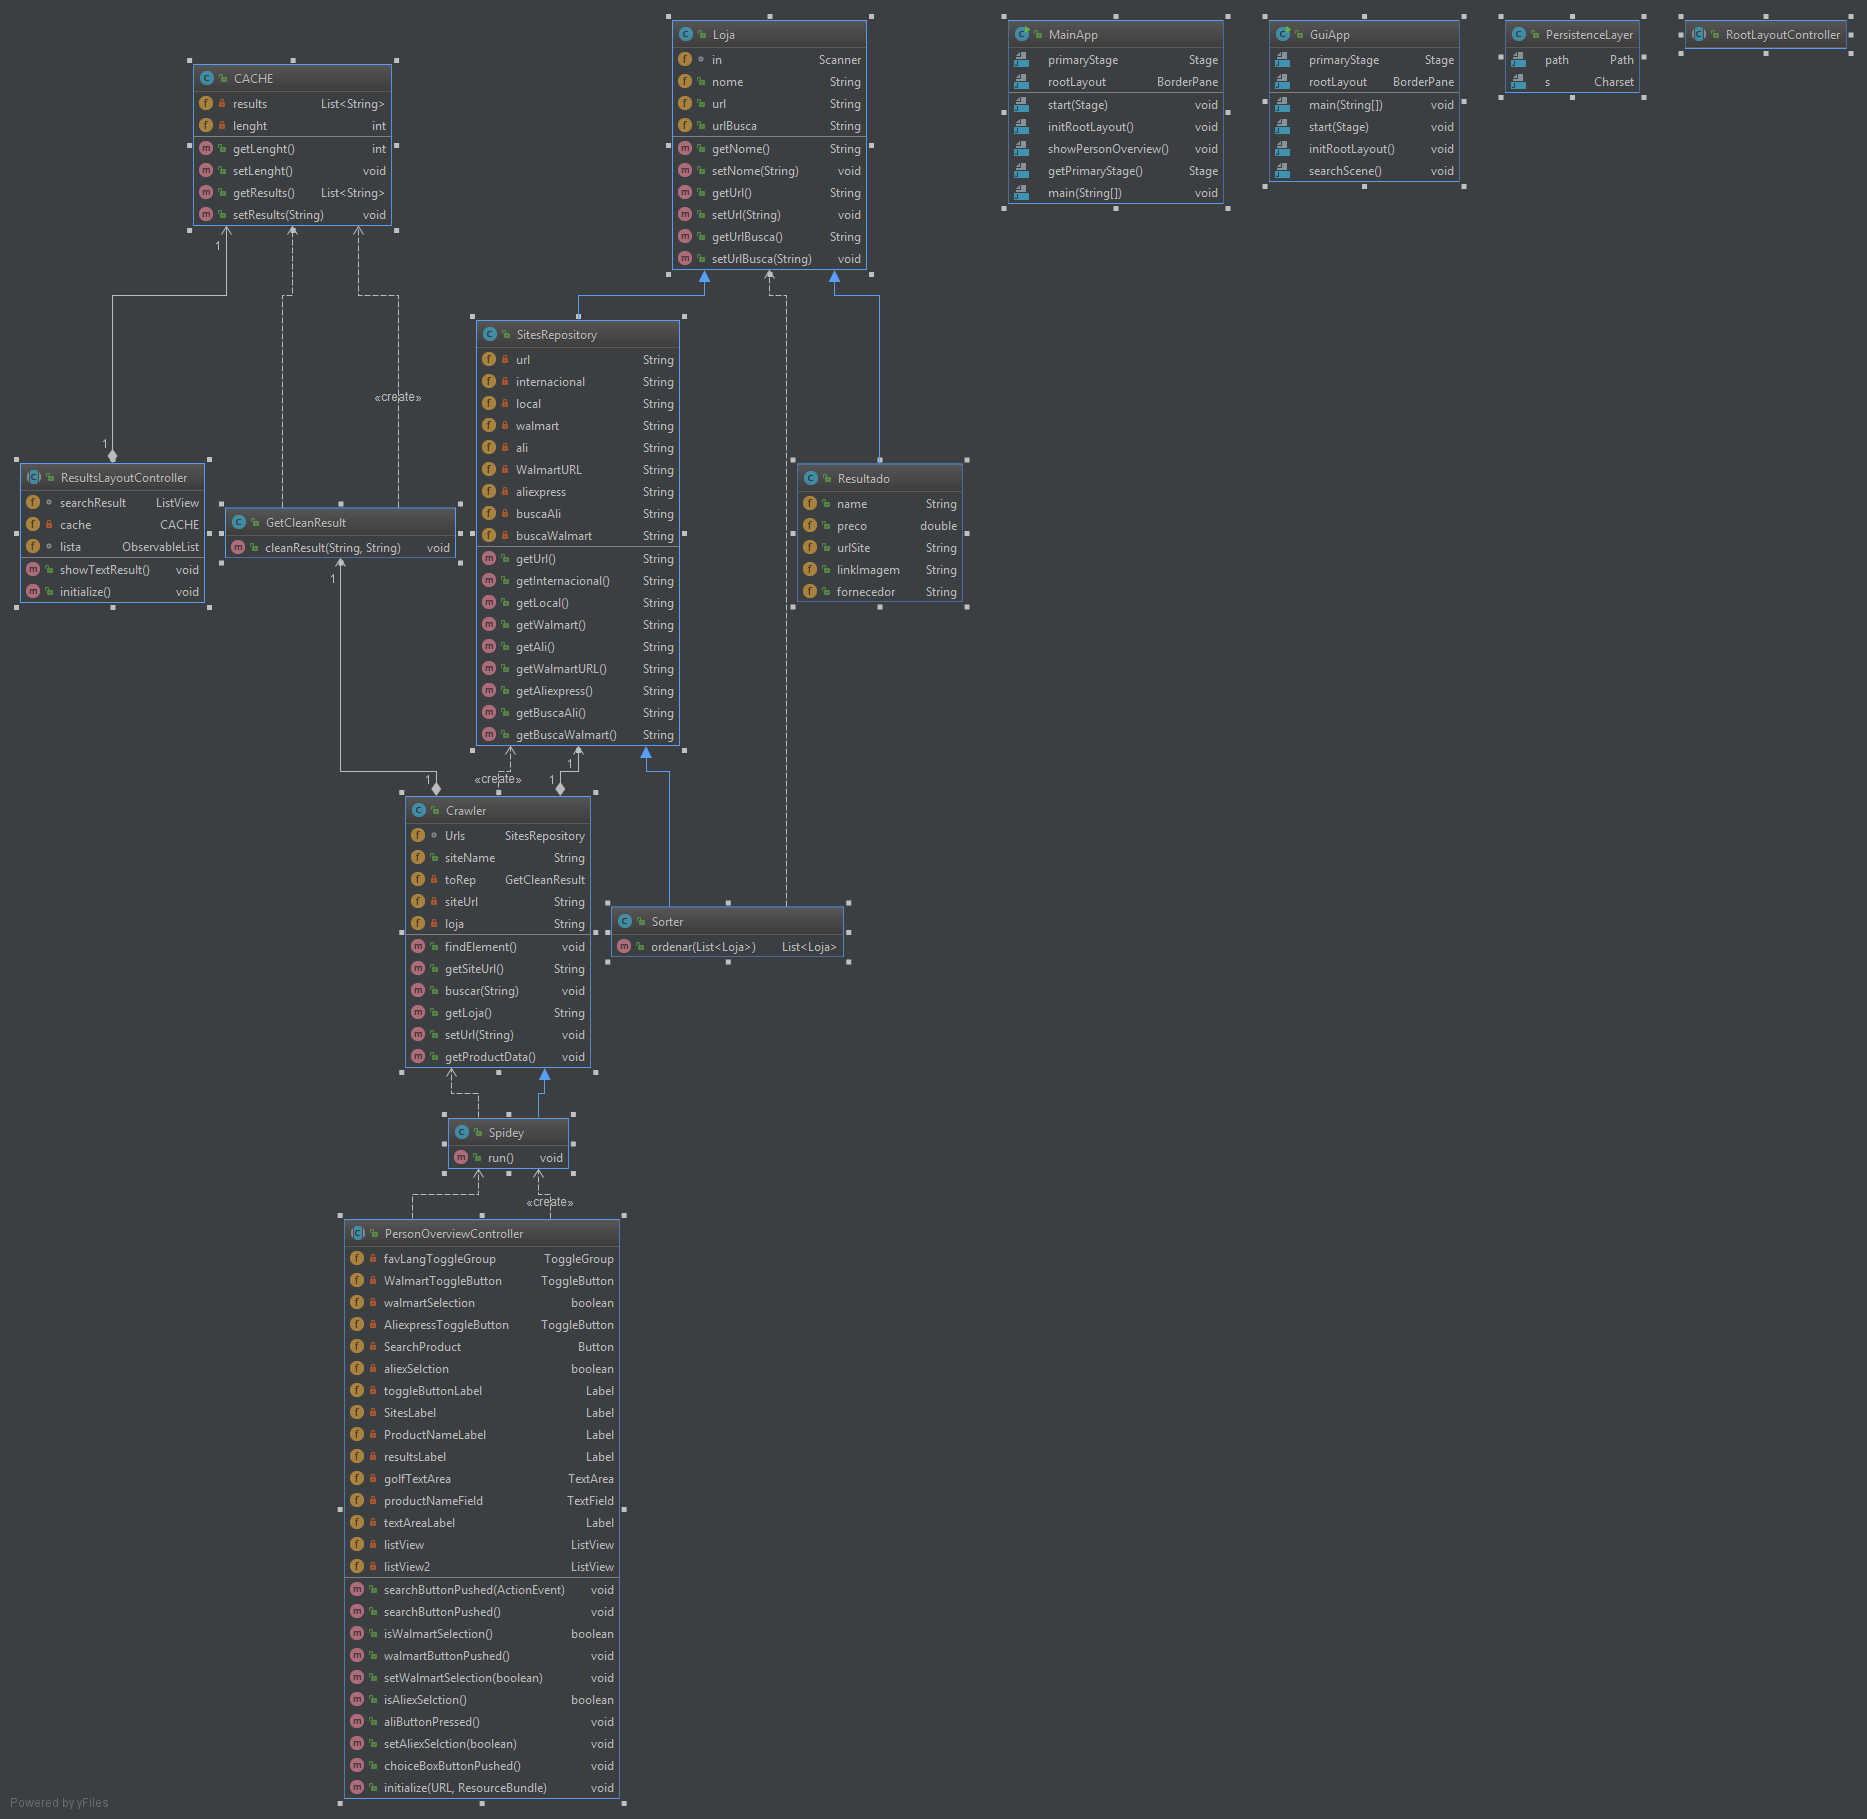 CACHE
results List<String>
lenght int
getLenght() int
setLenght() void
getResults() List<String>
setResults(String) void
Loja
in Scanner
nome String
url String
urlBusca String
getNome() String
setNome(String) void
getUrl() String
setUrl(String) void
getUrlBusca() String
setUrlBusca(String) void
MainApp
primaryStage Stage
rootLayout BorderPane
start(Stage) void
initRootLayout() void
showPersonOverview() void
getPrimaryStage() Stage
main(String[]) void
GuiApp
primaryStage Stage
rootLayout BorderPane
main(String[]) void
start(Stage) void
initRootLayout() void
searchScene() void
PersistenceLayer
path Path
s Charset
RootLayoutController
1
«create»
1
ResultsLayoutController
searchResult ListView
cache CACHE
lista ObservableList
showTextResult() void
initialize() void
GetCleanResult
cleanResult(String, String) void
1
SitesRepository
url String
internacional String
local String
walmart String
ali String
WalmartURL String
aliexpress String
buscaAli String
buscaWalmart String
getUrl() String
getInternacional() String
getLocal() String
getWalmart() String
getAli() String
getWalmartURL() String
getAliexpress() String
getBuscaAli() String
getBuscaWalmart() String
Resultado
name String
preco double
urlSite String
linkImagem String
fornecedor String
1
1 «create» 1
Crawler
Urls SitesRepository
siteName String
toRep GetCleanResult
siteUrl String
loja String
findElement() void
getSiteUrl() String
buscar(String) void
getLoja() String
setUrl(String) void
getProductData() void
Sorter
ordenar(List<Loja>) List<Loja>
Spidey
run() void
«create»
PersonOverviewController
favLangToggleGroup ToggleGroup
WalmartToggleButton ToggleButton
walmartSelection boolean
AliexpressToggleButton ToggleButton
SearchProduct Button
aliexSelction boolean
toggleButtonLabel Label
SitesLabel Label
ProductNameLabel Label
resultsLabel Label
golfTextArea TextArea
productNameField TextField
textAreaLabel Label
listView ListView
listView2 ListView
searchButtonPushed(ActionEvent) void
searchButtonPushed() void
isWalmartSelection() boolean
walmartButtonPushed() void
setWalmartSelection(boolean) void
isAliexSelction() boolean
aliButtonPressed() void
setAliexSelction(boolean) void
choiceBoxButtonPushed() void
initialize(URL, ResourceBundle) void
Powered by yFiles